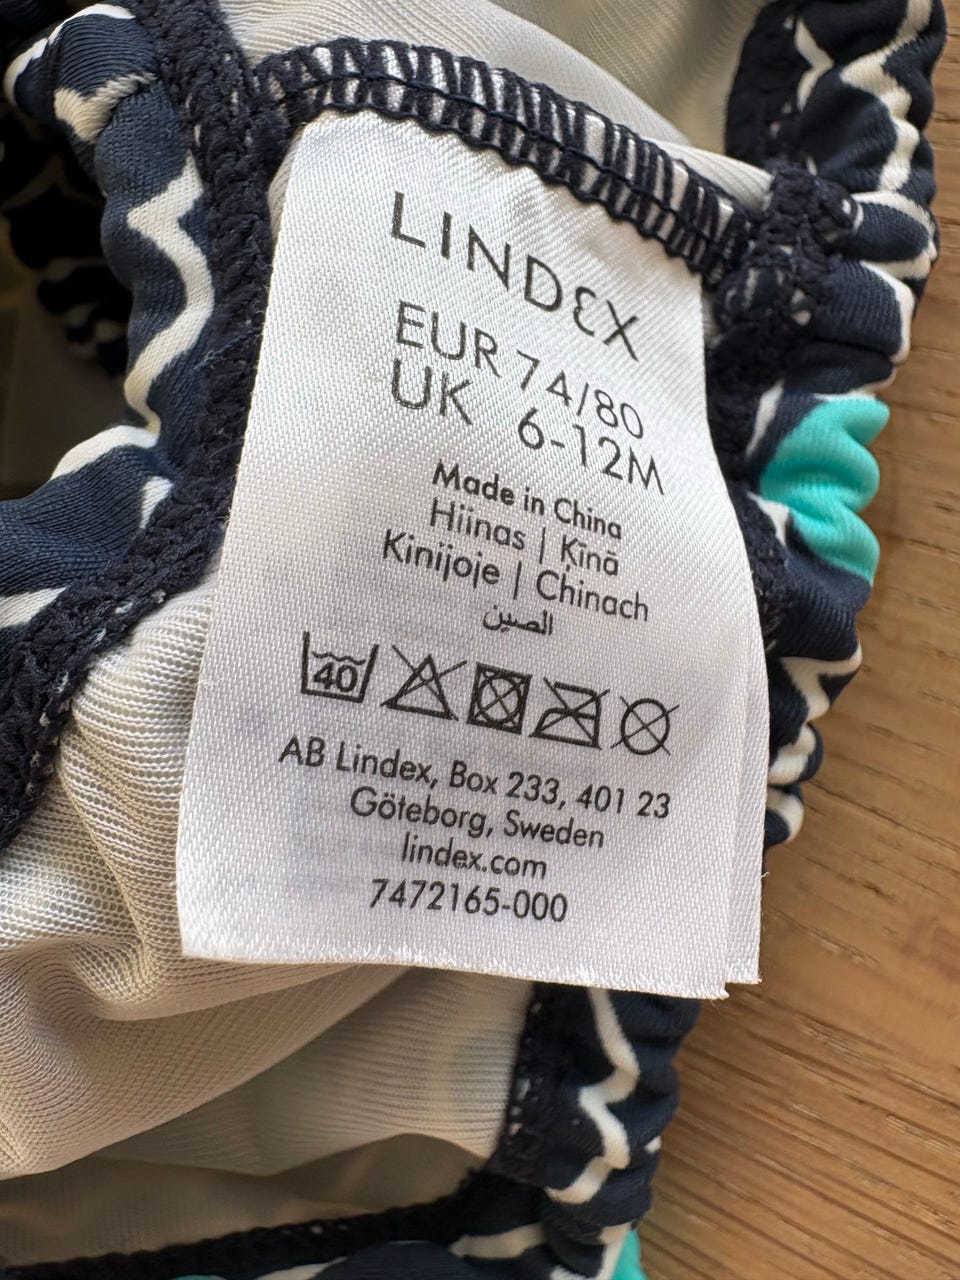 LINDEX
EUR 74/80
UK 6-12M
Made in China
Hiinas | Ķīnā
Kinijoje | Chinach
الصين
40
AB Lindex, Box 233, 401 23
Göteborg, Sweden
lindex.com
7472165-000